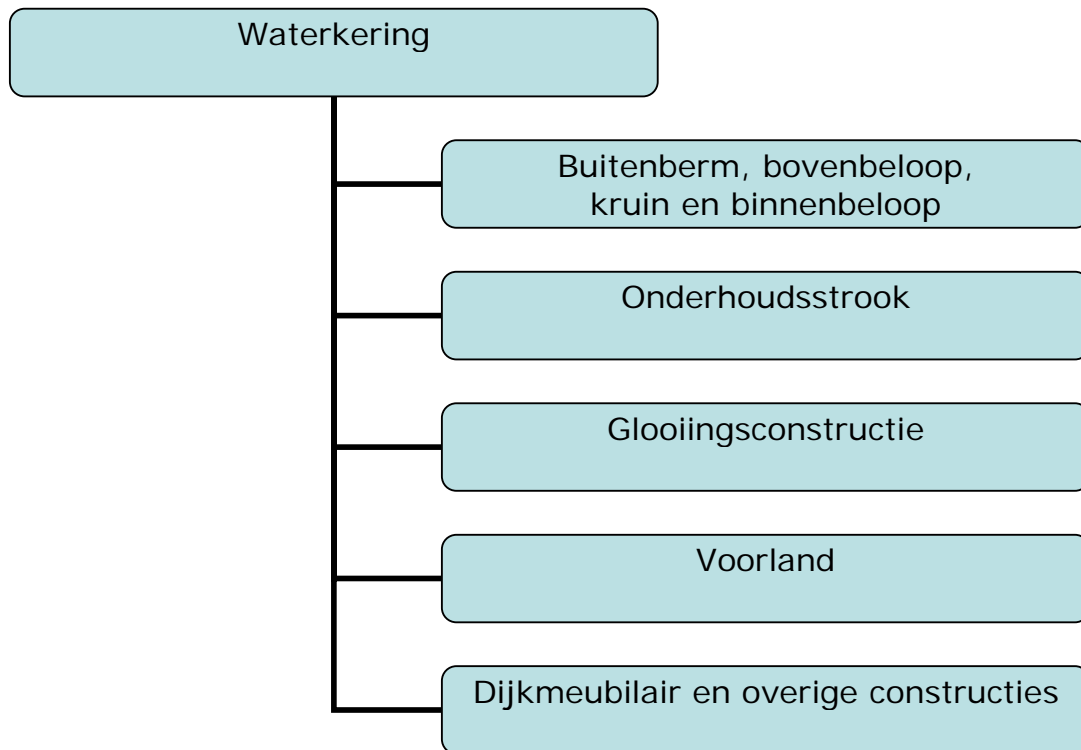 Waterkering
Buitenberm, bovenbeloop,
kruin en binnenbeloop
Onderhoudsstrook
Glooiingsconstructie
Voorland
Dijkmeubilair en overige constructies